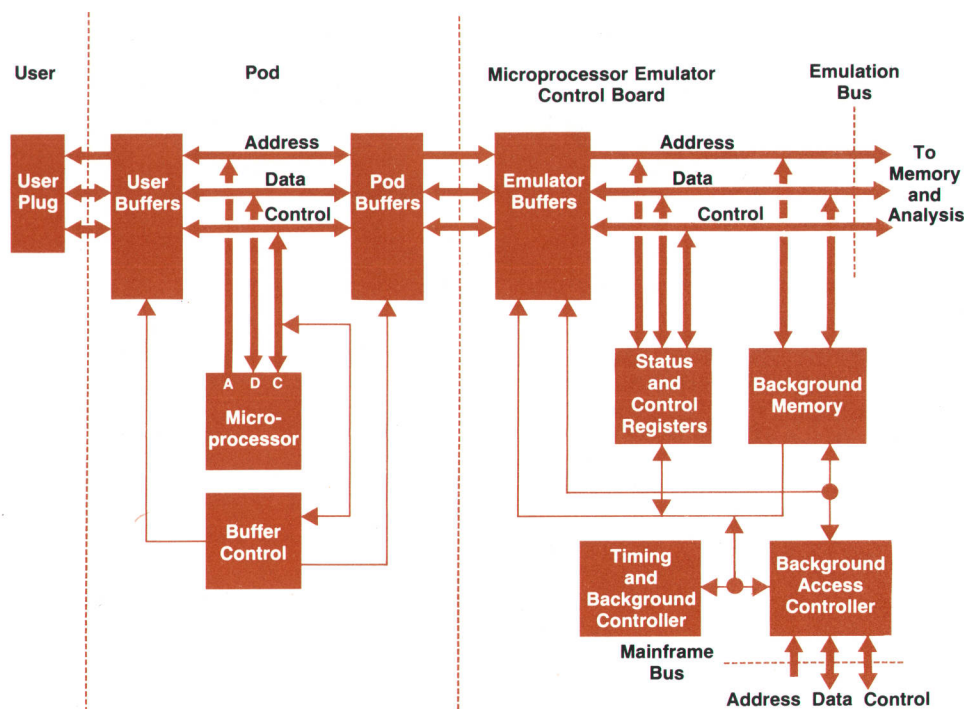 User
Pod
Microprocessor Emulator
Control Board
Emulation
Bus
User
Plug
User
Buffers
Address
Data
Control
Pod
Buffers
Emulator
Buffers
Address
Data
Control
To
Memory
and
Analysis
A D C
Micro-
processor
Buffer
Control
Status
and
Control
Registers
Background
Memory
Timing
and
Background
Controller
Background
Access
Controller
Mainframe
Bus
Address Data Control